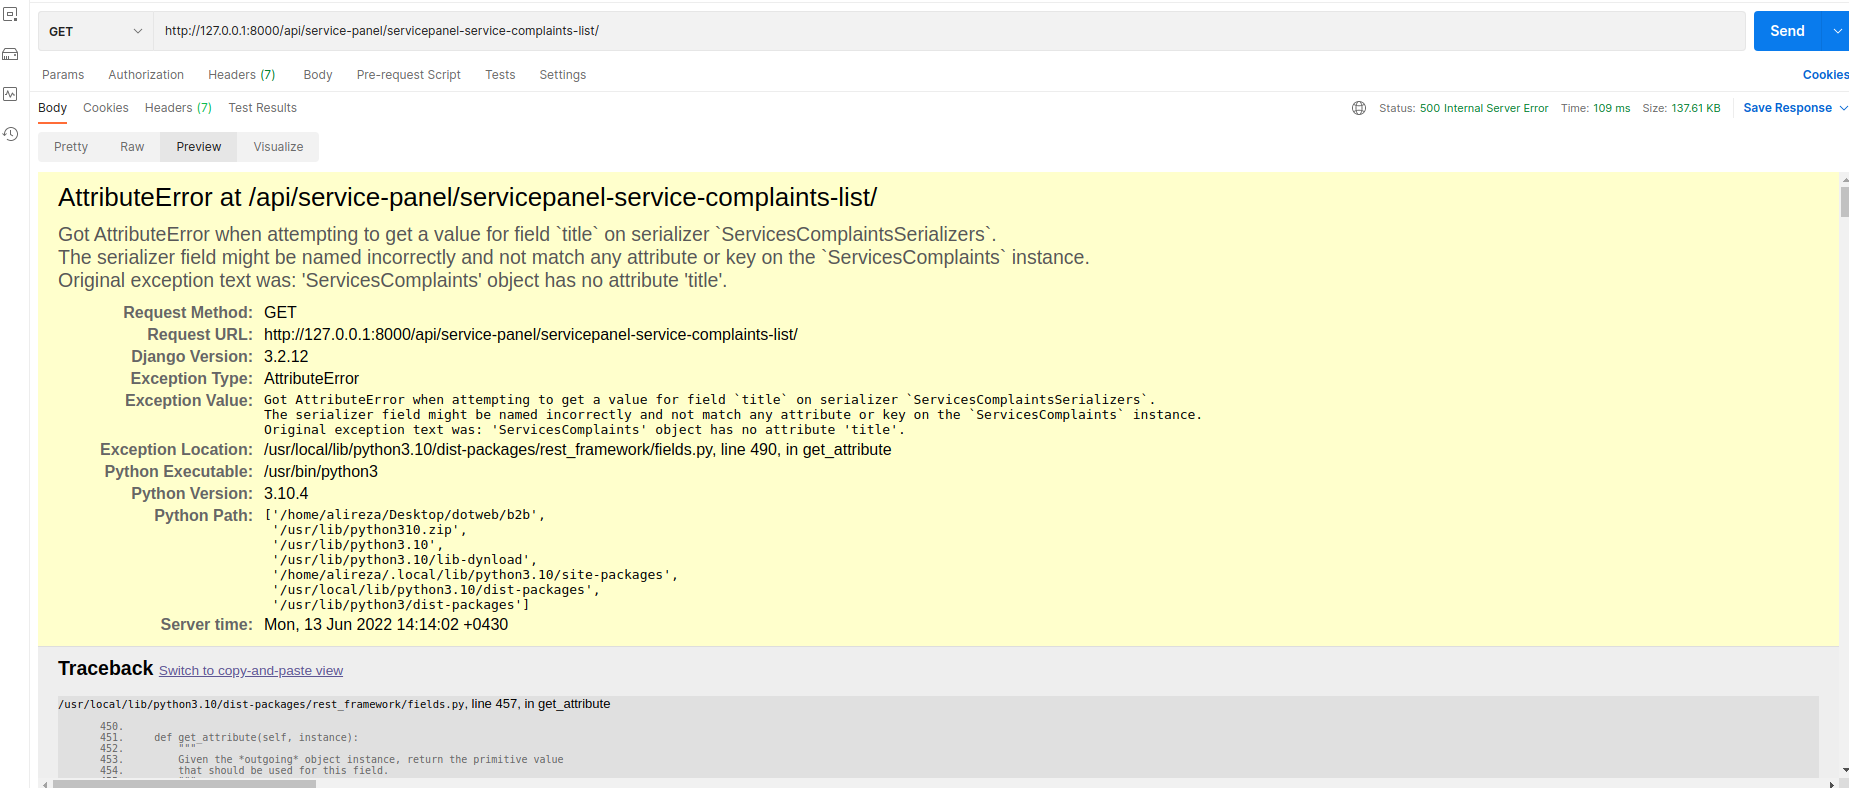 GET http://127.0.0.1:8000/api/service-panel/servicepanel-service-complaints-list/ Send
Params Authorization Headers (7) Body Pre-request Script Tests Settings Cookies
Body Cookies Headers (7) Test Results Status: 500 Internal Server Error Time: 109 ms Size: 137.61 KB Save Response
Pretty Raw Preview Visualize
AttributeError at /api/service-panel/servicepanel-service-complaints-list/
Got AttributeError when attempting to get a value for field `title` on serializer `ServicesComplaintsSerializers`.
The serializer field might be named incorrectly and not match any attribute or key on the `ServicesComplaints` instance.
Original exception text was: 'ServicesComplaints' object has no attribute 'title'.
Request Method: GET
Request URL: http://127.0.0.1:8000/api/service-panel/servicepanel-service-complaints-list/
Django Version: 3.2.12
Exception Type: AttributeError
Exception Value: Got AttributeError when attempting to get a value for field `title` on serializer `ServicesComplaintsSerializers`.
The serializer field might be named incorrectly and not match any attribute or key on the `ServicesComplaints` instance.
Original exception text was: 'ServicesComplaints' object has no attribute 'title'.
Exception Location: /usr/local/lib/python3.10/dist-packages/rest_framework/fields.py, line 490, in get_attribute
Python Executable: /usr/bin/python3
Python Version: 3.10.4
Python Path: ['/home/alireza/Desktop/dotweb/b2b',
'/usr/lib/python310.zip',
'/usr/lib/python3.10',
'/usr/lib/python3.10/lib-dynload',
'/home/alireza/.local/lib/python3.10/site-packages',
'/usr/local/lib/python3.10/dist-packages',
'/usr/lib/python3/dist-packages']
Server time: Mon, 13 Jun 2022 14:14:02 +0430
Traceback Switch to copy-and-paste view
/usr/local/lib/python3.10/dist-packages/rest_framework/fields.py, line 457, in get_attribute
450.
451. def get_attribute(self, instance):
452. """
453. Given the *outgoing* object instance, return the primitive value
454. that should be used for this field.